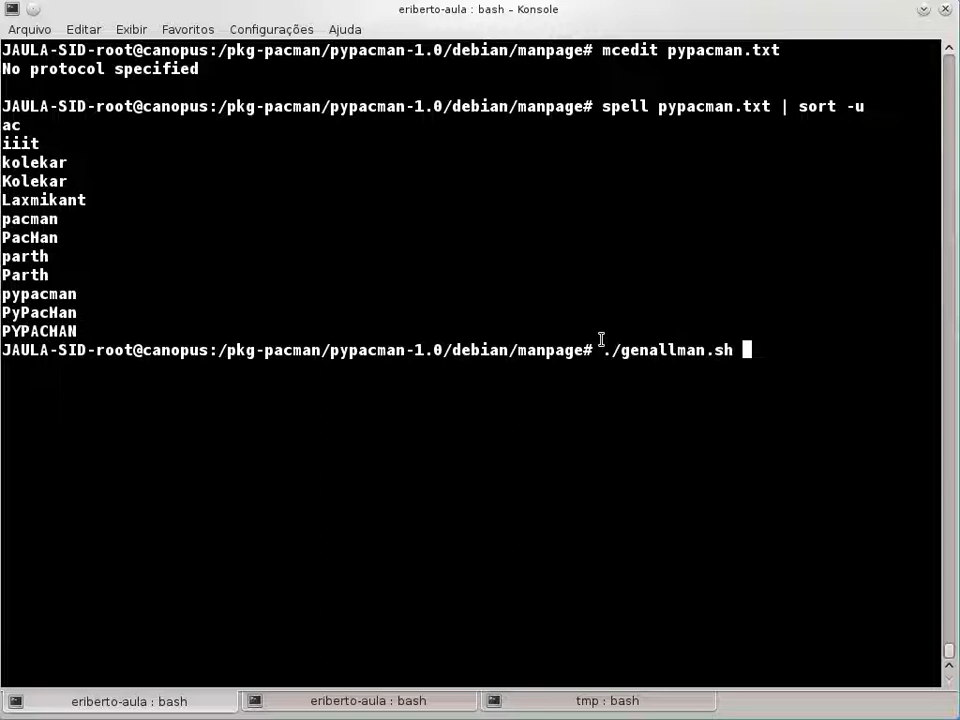 eriberto-aula : bash – Konsole
Arquivo Editar Exibir Favoritos Configurações Ajuda
JAULA-SID-root@canopus:/pkg-pacman/pypacman-1.0/debian/manpage# mcedit pypacman.txt
No protocol specified
JAULA-SID-root@canopus:/pkg-pacman/pypacman-1.0/debian/manpage# spell pypacman.txt | sort -u
ac
iiit
kolekar
Kolekar
Laxmikant
pacman
PacMan
parth
Parth
pypacman
PyPacMan
PYPACMAN
JAULA-SID-root@canopus:/pkg-pacman/pypacman-1.0/debian/manpage# ./genallman.sh
eriberto-aula : bash eriberto-aula : bash tmp : bash